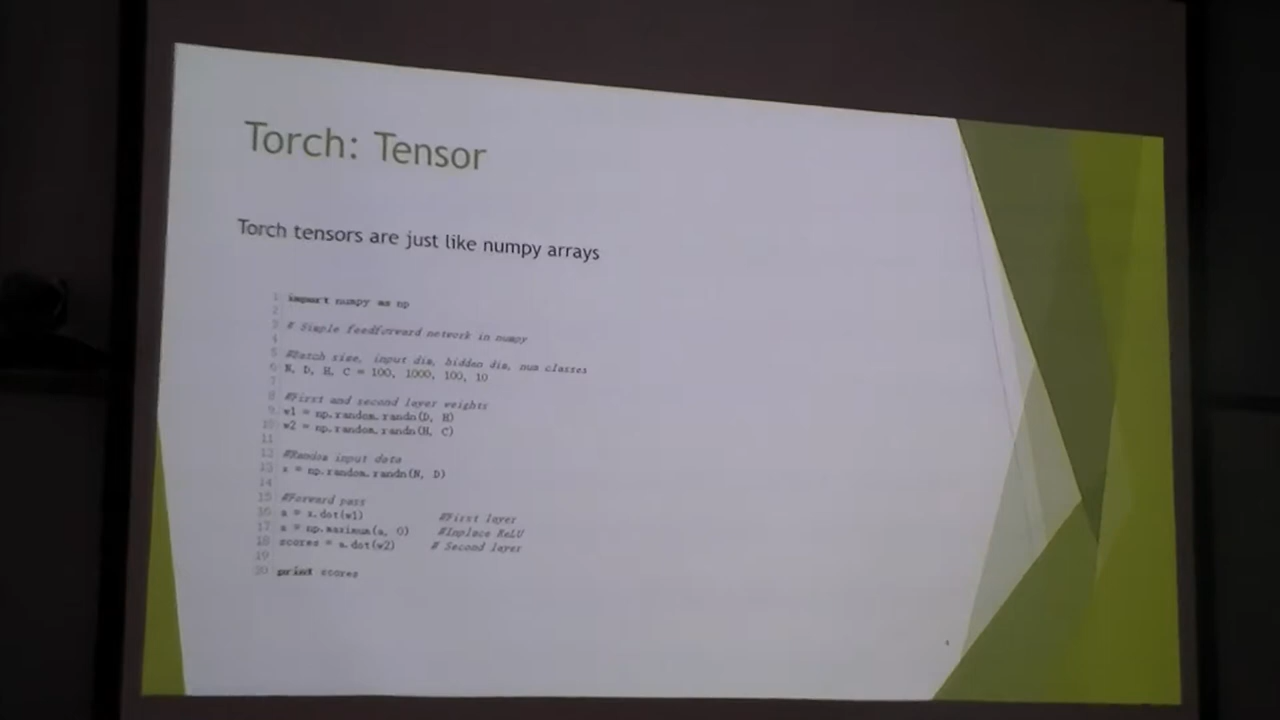 Torch: Tensor
Torch tensors are just like numpy arrays
1 import numpy as np
2
3 # Simple feedforward network in numpy
4
5 #Batch size, input dim, hidden dim, num classes
6 N, D, H, C = 100, 1000, 100, 10
7
8 #First and second layer weights
9 w1 = np.random.randn(D, H)
10 w2 = np.random.randn(H, C)
11
12 #Random input data
13 x = np.random.randn(N, D)
14
15 #Forward pass
16 a = x.dot(w1) #First layer
17 a = np.maximum(a, 0) #Inplace ReLU
18 scores = a.dot(w2) # Second layer
19
20 print scores